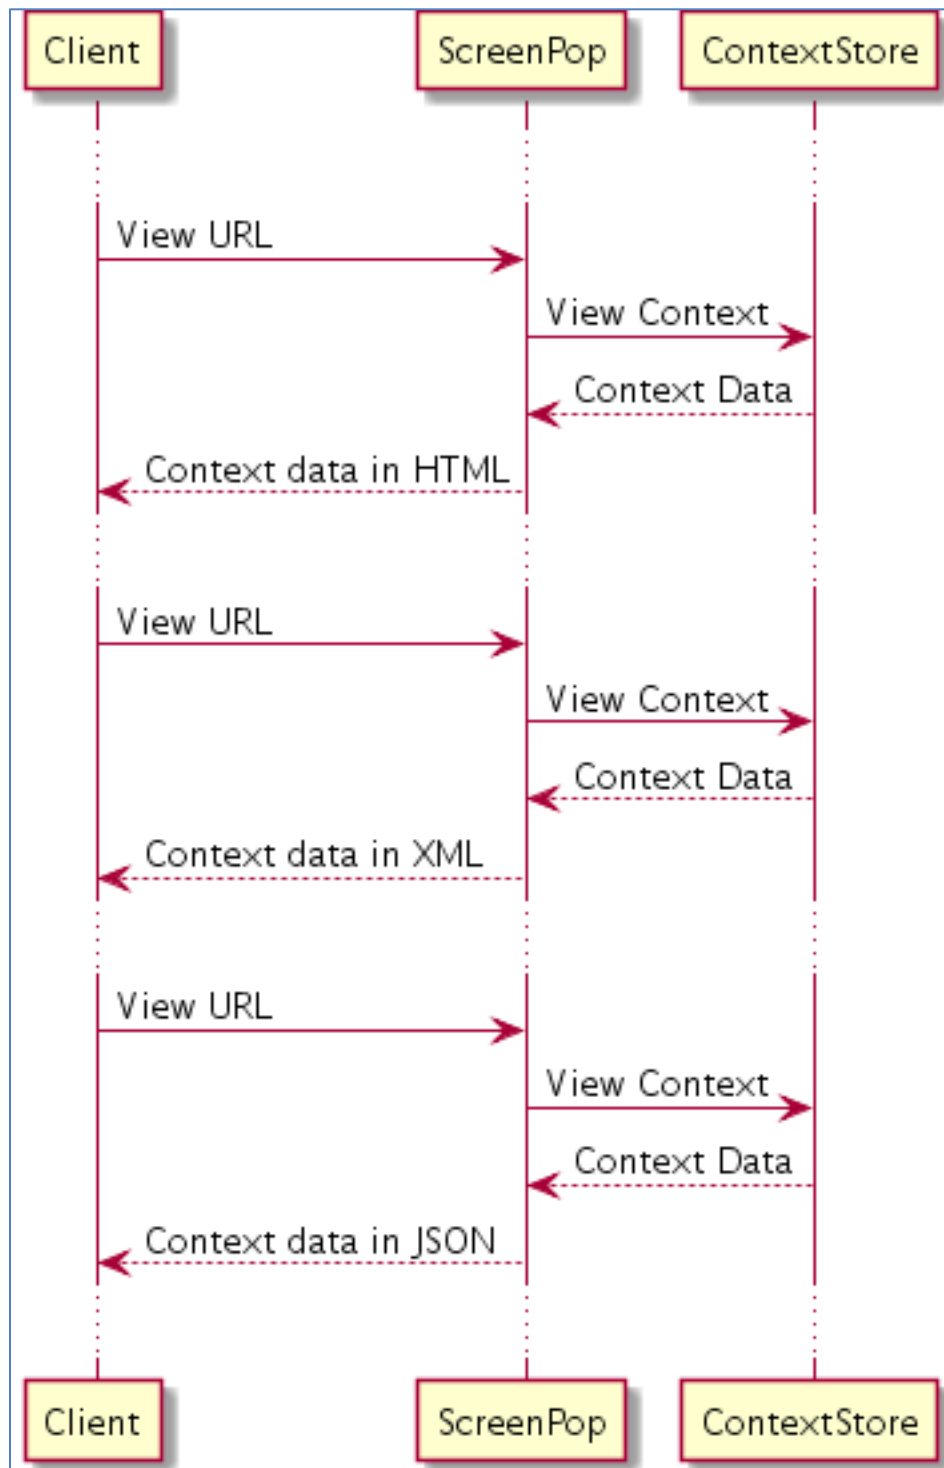 Client
ScreenPop
ContextStore
View URL
View Context
Context Data
Context data in HTML
View URL
View Context
Context Data
Context data in XML
View URL
View Context
Context Data
Context data in JSON
Client
ScreenPop
ContextStore